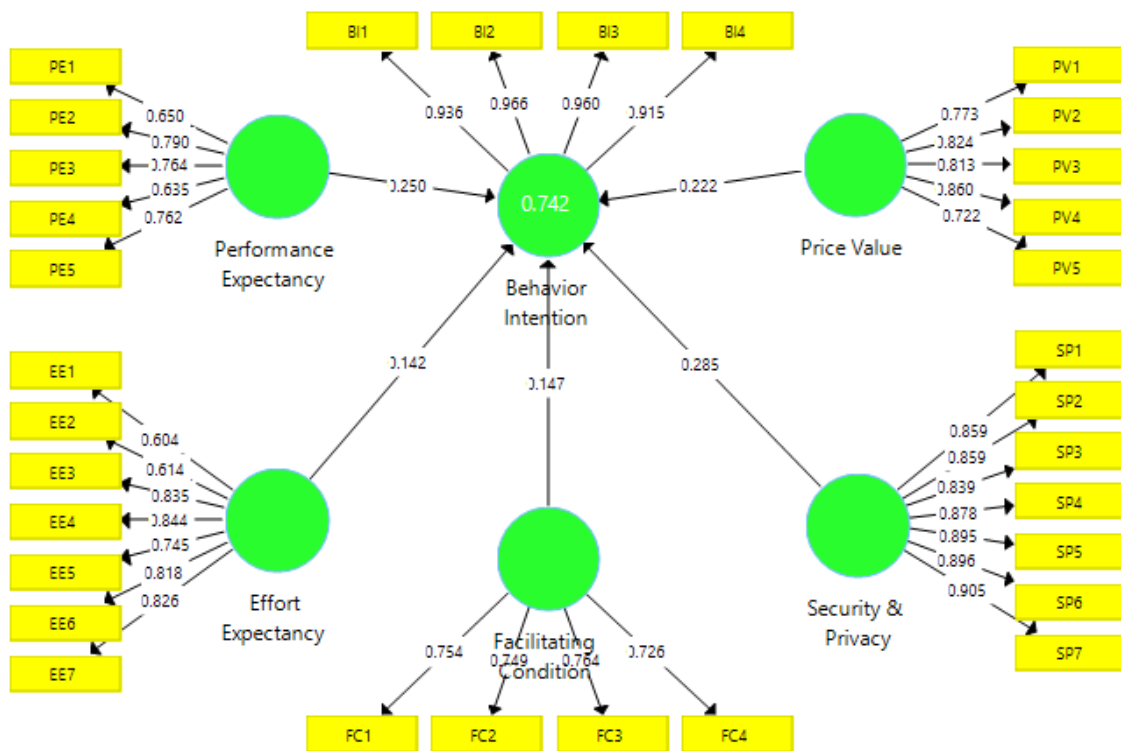 BI1
BI2
BI3
BI4
0.936
0.966
0.960
0.915
PE1
PE2
PE3
PE4
PE5
0.650
0.790
0.764
0.635
0.762
Performance
Expectancy
0.250
0.742
Behavior
Intention
0.222
Price Value
PV1
PV2
PV3
PV4
PV5
0.773
0.824
0.813
0.860
0.722
EE1
EE2
EE3
EE4
EE5
EE6
EE7
0.604
0.614
0.835
0.844
0.745
0.818
0.826
Effort
Expectancy
0.142
0.147
0.285
Facilitating
Condition
0.754
0.749
0.764
0.726
FC1
FC2
FC3
FC4
Security &
Privacy
0.859
0.859
0.839
0.878
0.895
0.896
0.905
SP1
SP2
SP3
SP4
SP5
SP6
SP7